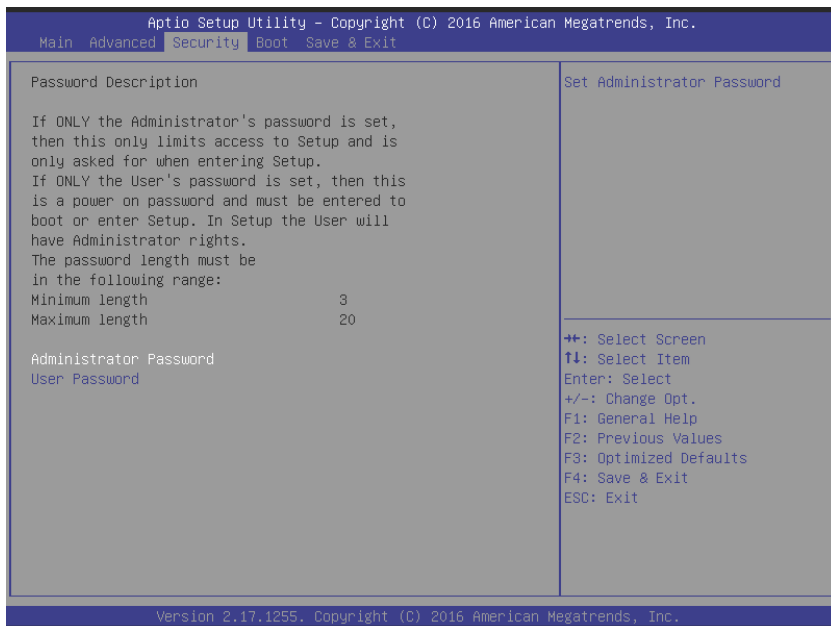 Aptio Setup Utility – Copyright (C) 2016 American Megatrends, Inc.
Main Advanced Security Boot Save & Exit
Password Description
If ONLY the Administrator's password is set,
then this only limits access to Setup and is
only asked for when entering Setup.
If ONLY the User's password is set, then this
is a power on password and must be entered to
boot or enter Setup. In Setup the User will
have Administrator rights.
The password length must be
in the following range:
Minimum length 3
Maximum length 20
Administrator Password
User Password
Set Administrator Password
→←: Select Screen
↑↓: Select Item
Enter: Select
+/-: Change Opt.
F1: General Help
F2: Previous Values
F3: Optimized Defaults
F4: Save & Exit
ESC: Exit
Version 2.17.1255. Copyright (C) 2016 American Megatrends, Inc.